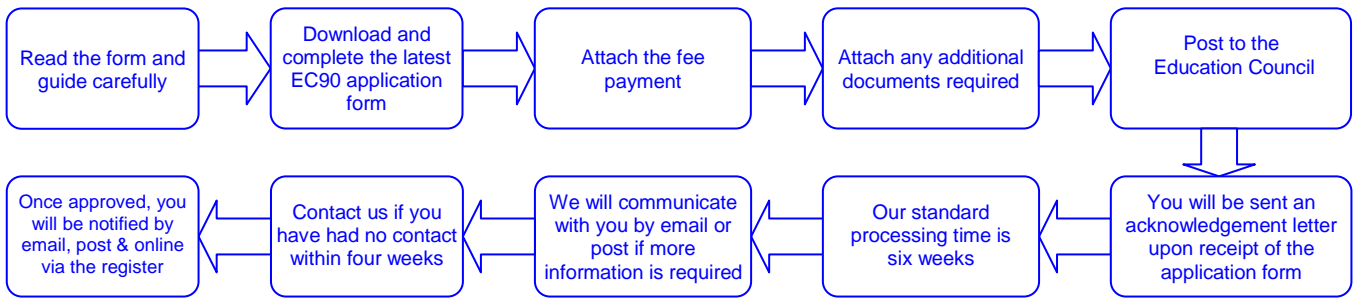 Read the form and
guide carefully
Download and
complete the latest
EC90 application
form
Attach the fee
payment
Attach any additional
documents required
Post to the
Education Council
You will be sent an
acknowledgement letter
upon receipt of the
application form
Our standard
processing time is
six weeks
We will communicate
with you by email or
post if more
information is required
Contact us if you
have had no contact
within four weeks
Once approved, you
will be notified by
email, post & online
via the register